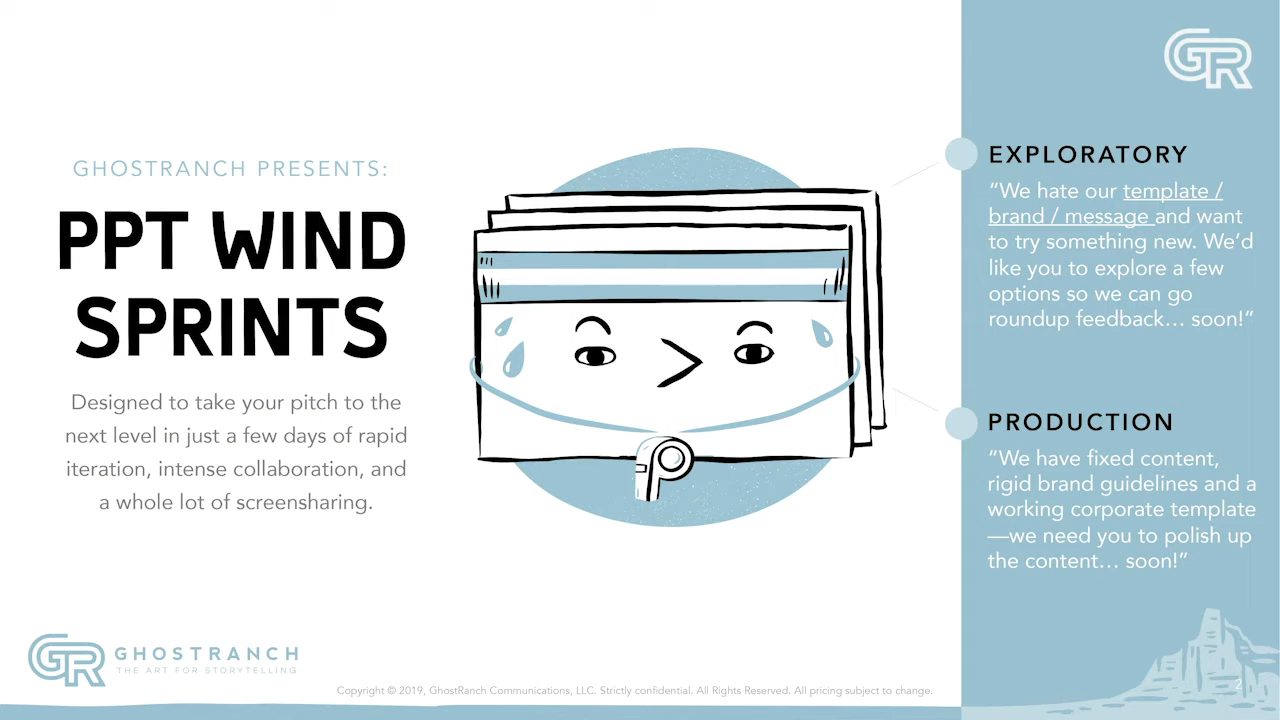 GHOSTRANCH PRESENTS:
PPT WIND
SPRINTS
Designed to take your pitch to the
next level in just a few days of rapid
iteration, intense collaboration, and
a whole lot of screensharing.
GR
EXPLORATORY
“We hate our template /
brand / message and want
to try something new. We’d
like you to explore a few
options so we can go
roundup feedback… soon!”
PRODUCTION
“We have fixed content,
rigid brand guidelines and a
working corporate template
—we need you to polish up
the content… soon!”
GR
GHOSTRANCH
THE ART FOR STORYTELLING
Copyright © 2019, GhostRanch Communications, LLC. Strictly confidential. All Rights Reserved. All pricing subject to change.
2